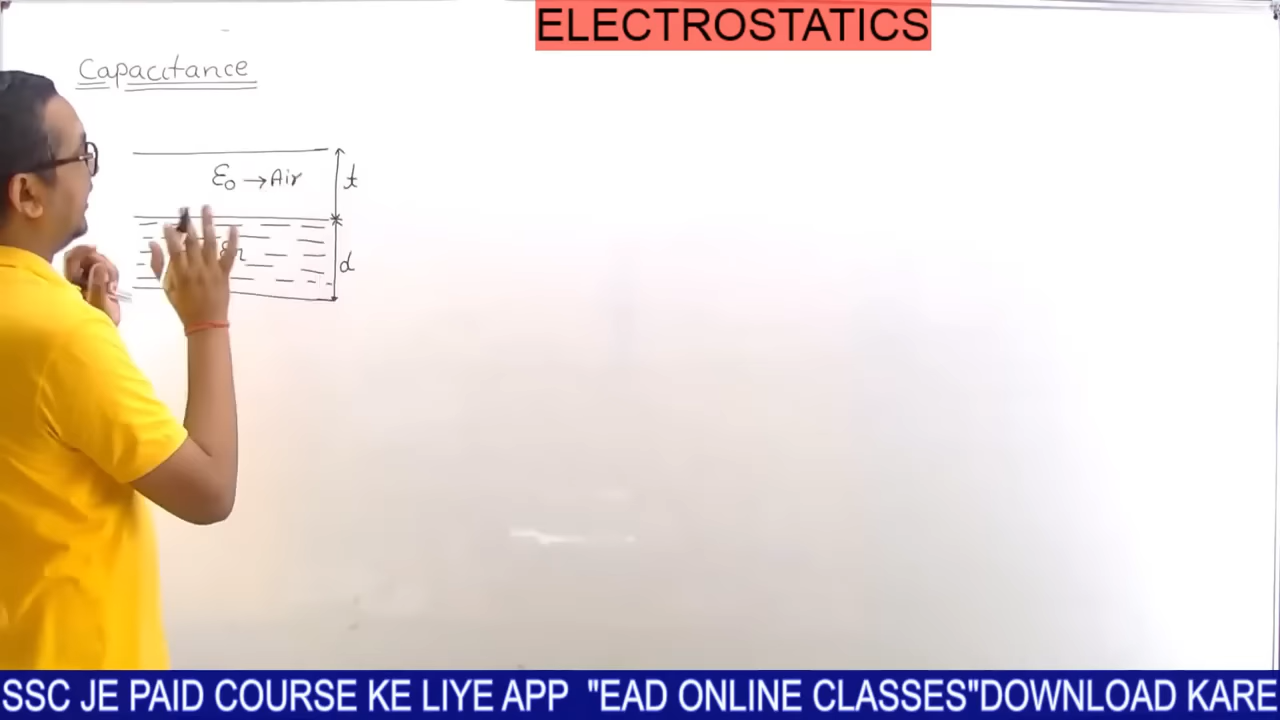 ELECTROSTATICS
Capacitance
ε₀ → Air
t
d
SSC JE PAID COURSE KE LIYE APP "EAD ONLINE CLASSES"DOWNLOAD KARE